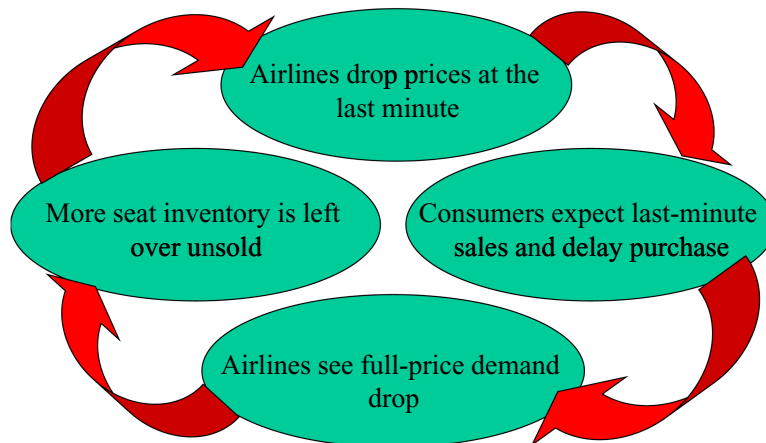 Airlines drop prices at the
last minute
More seat inventory is left
over unsold
Consumers expect last-minute
sales and delay purchase
Airlines see full-price demand
drop